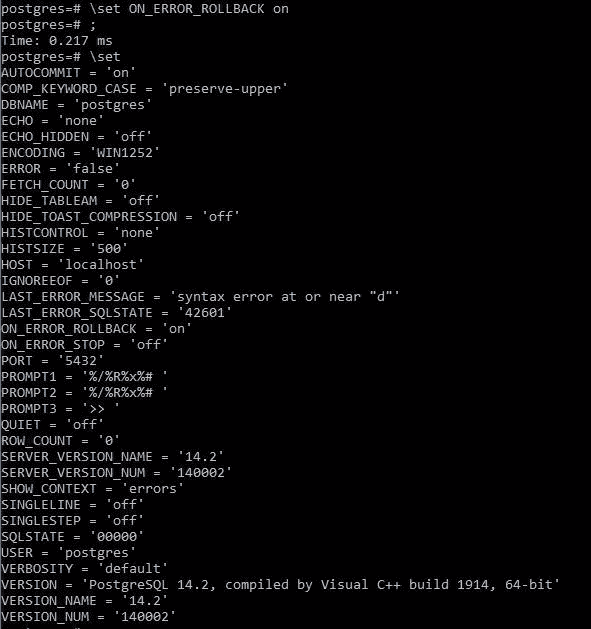 postgres=# \set ON_ERROR_ROLLBACK on
postgres=# ;
Time: 0.217 ms
postgres=# \set
AUTOCOMMIT = 'on'
COMP_KEYWORD_CASE = 'preserve-upper'
DBNAME = 'postgres'
ECHO = 'none'
ECHO_HIDDEN = 'off'
ENCODING = 'WIN1252'
ERROR = 'false'
FETCH_COUNT = '0'
HIDE_TABLEAM = 'off'
HIDE_TOAST_COMPRESSION = 'off'
HISTCONTROL = 'none'
HISTSIZE = '500'
HOST = 'localhost'
IGNOREEOF = '0'
LAST_ERROR_MESSAGE = 'syntax error at or near "d"'
LAST_ERROR_SQLSTATE = '42601'
ON_ERROR_ROLLBACK = 'on'
ON_ERROR_STOP = 'off'
PORT = '5432'
PROMPT1 = '%/%R%x%# '
PROMPT2 = '%/%R%x%# '
PROMPT3 = '>> '
QUIET = 'off'
ROW_COUNT = '0'
SERVER_VERSION_NAME = '14.2'
SERVER_VERSION_NUM = '140002'
SHOW_CONTEXT = 'errors'
SINGLELINE = 'off'
SINGLESTEP = 'off'
SQLSTATE = '00000'
USER = 'postgres'
VERBOSITY = 'default'
VERSION = 'PostgreSQL 14.2, compiled by Visual C++ build 1914, 64-bit'
VERSION_NAME = '14.2'
VERSION_NUM = '140002'